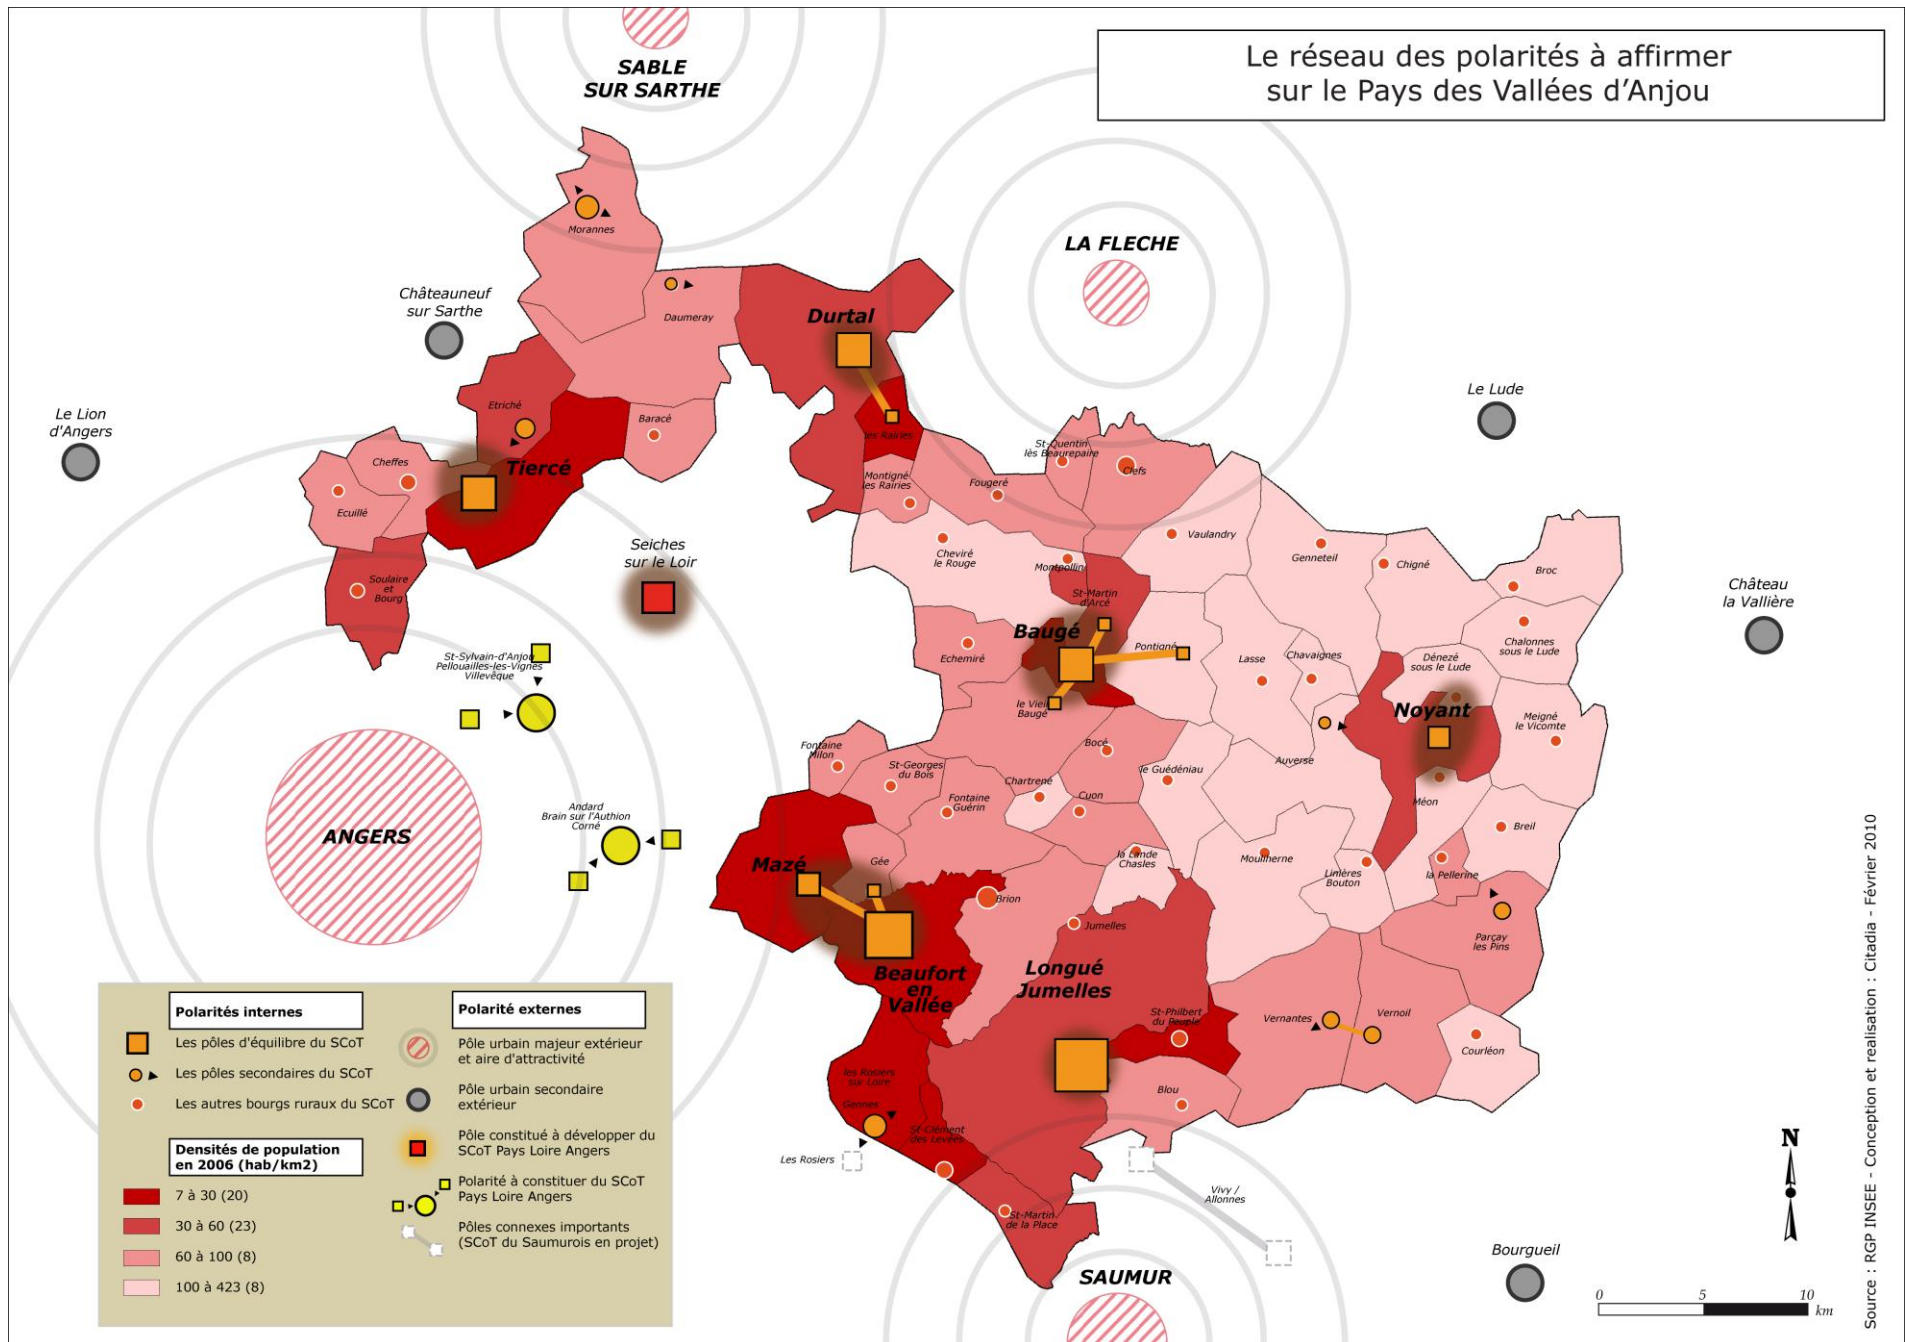 Le réseau des polarités à affirmer
sur le Pays des Vallées d'Anjou
SABLE
SUR SARTHE
LA FLECHE
Morannes
Châteauneuf
sur Sarthe
Daumeray
Durtal
Le Lion
d'Angers
Le Lude
Etriché
Baracé
les Rairies
Cheffes
Tiercé
Ecuillé
Montigné
les Rairies
Fougeré
St-Quentin
lès Beaurepaire
Clefs
Seiches
sur le Loir
Soulaire
et
Bourg
Cheviré
le Rouge
Montpollin
Vaulandry
Genneteil
Chigné
Broc
Château
la Vallière
St-Martin
d'Arcé
Baugé
Echemiré
Pontigné
Lasse
Chavaignes
Dénezé
sous le Lude
Chalonnes
sous le Lude
St-Sylvain-d'Anjou
Pellouailles-les-Vignes
Villevêque
le Vieil
Baugé
Noyant
Meigné
le Vicomte
Fontaine
Milon
St-Georges
du Bois
Bocé
le Guédéniau
Auverse
Chartrené
Cuon
Fontaine
Guérin
Méon
Breil
ANGERS
Andard
Brain sur l'Authion
Corné
Mazé
Gée
la Lande
Chasles
Mouliherne
Linières
Bouton
la Pellerine
Brion
Jumelles
Parçay
les Pins
Beaufort
en
Vallée
Longué
Jumelles
St-Philbert
du Peuple
Vernantes
Vernoil
Courléon
les Rosiers
sur Loire
Gennes
St-Clément
des Levées
Blou
Les Rosiers
St-Martin
de la Place
Vivy /
Allonnes
SAUMUR
Bourgueil
Polarités internes
Les pôles d'équilibre du SCoT
Les pôles secondaires du SCoT
Les autres bourgs ruraux du SCoT
Densités de population
en 2006 (hab/km2)
7 à 30 (20)
30 à 60 (23)
60 à 100 (8)
100 à 423 (8)
Polarité externes
Pôle urbain majeur extérieur
et aire d'attractivité
Pôle urbain secondaire
extérieur
Pôle constitué à développer du
SCoT Pays Loire Angers
Polarité à constituer du SCoT
Pays Loire Angers
Pôles connexes importants
(SCoT du Saumurois en projet)
N
0 5 10
km
Source : RGP INSEE - Conception et realisation : Citadia - Février 2010